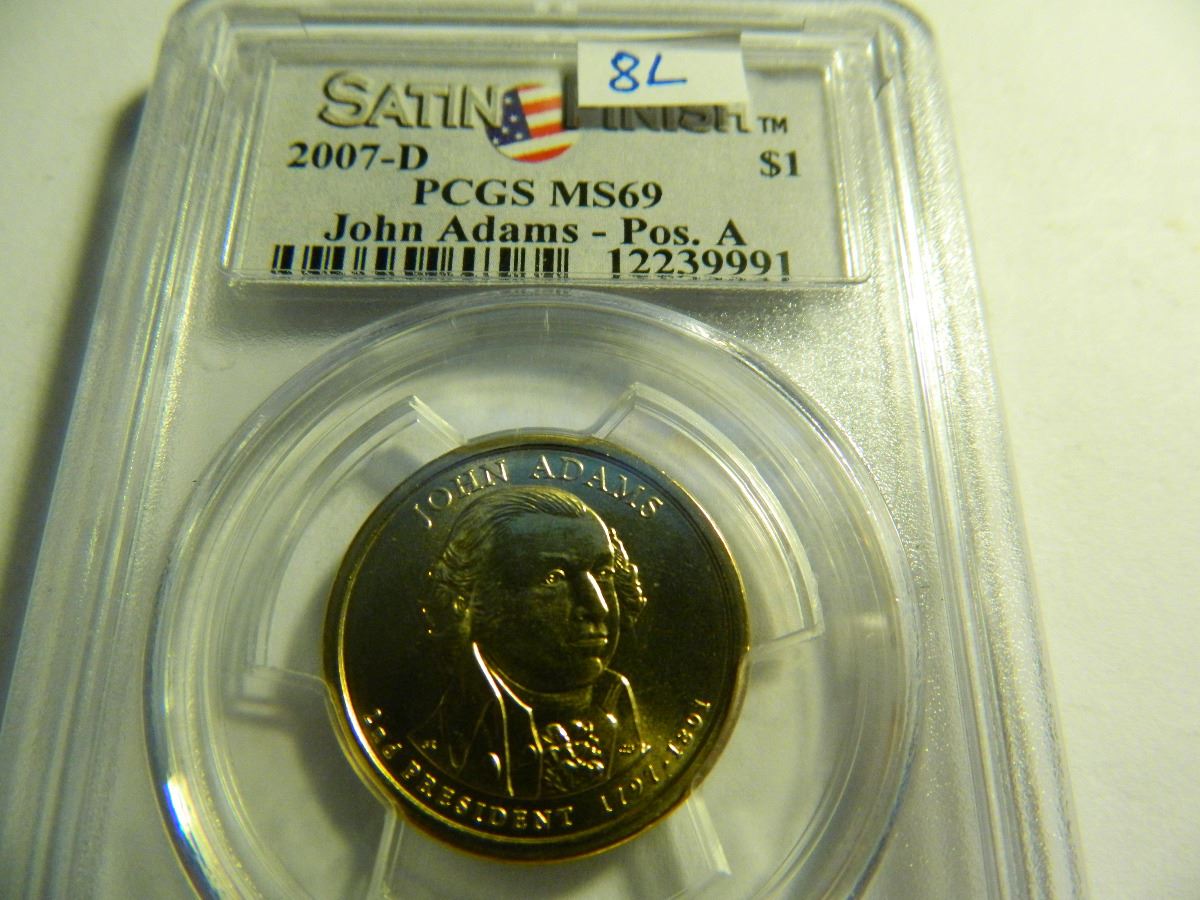 8L
SATIN FINISH™
2007-D $1
PCGS MS69
John Adams - Pos. A
12239991
JOHN ADAMS
2nd PRESIDENT 1797-1801